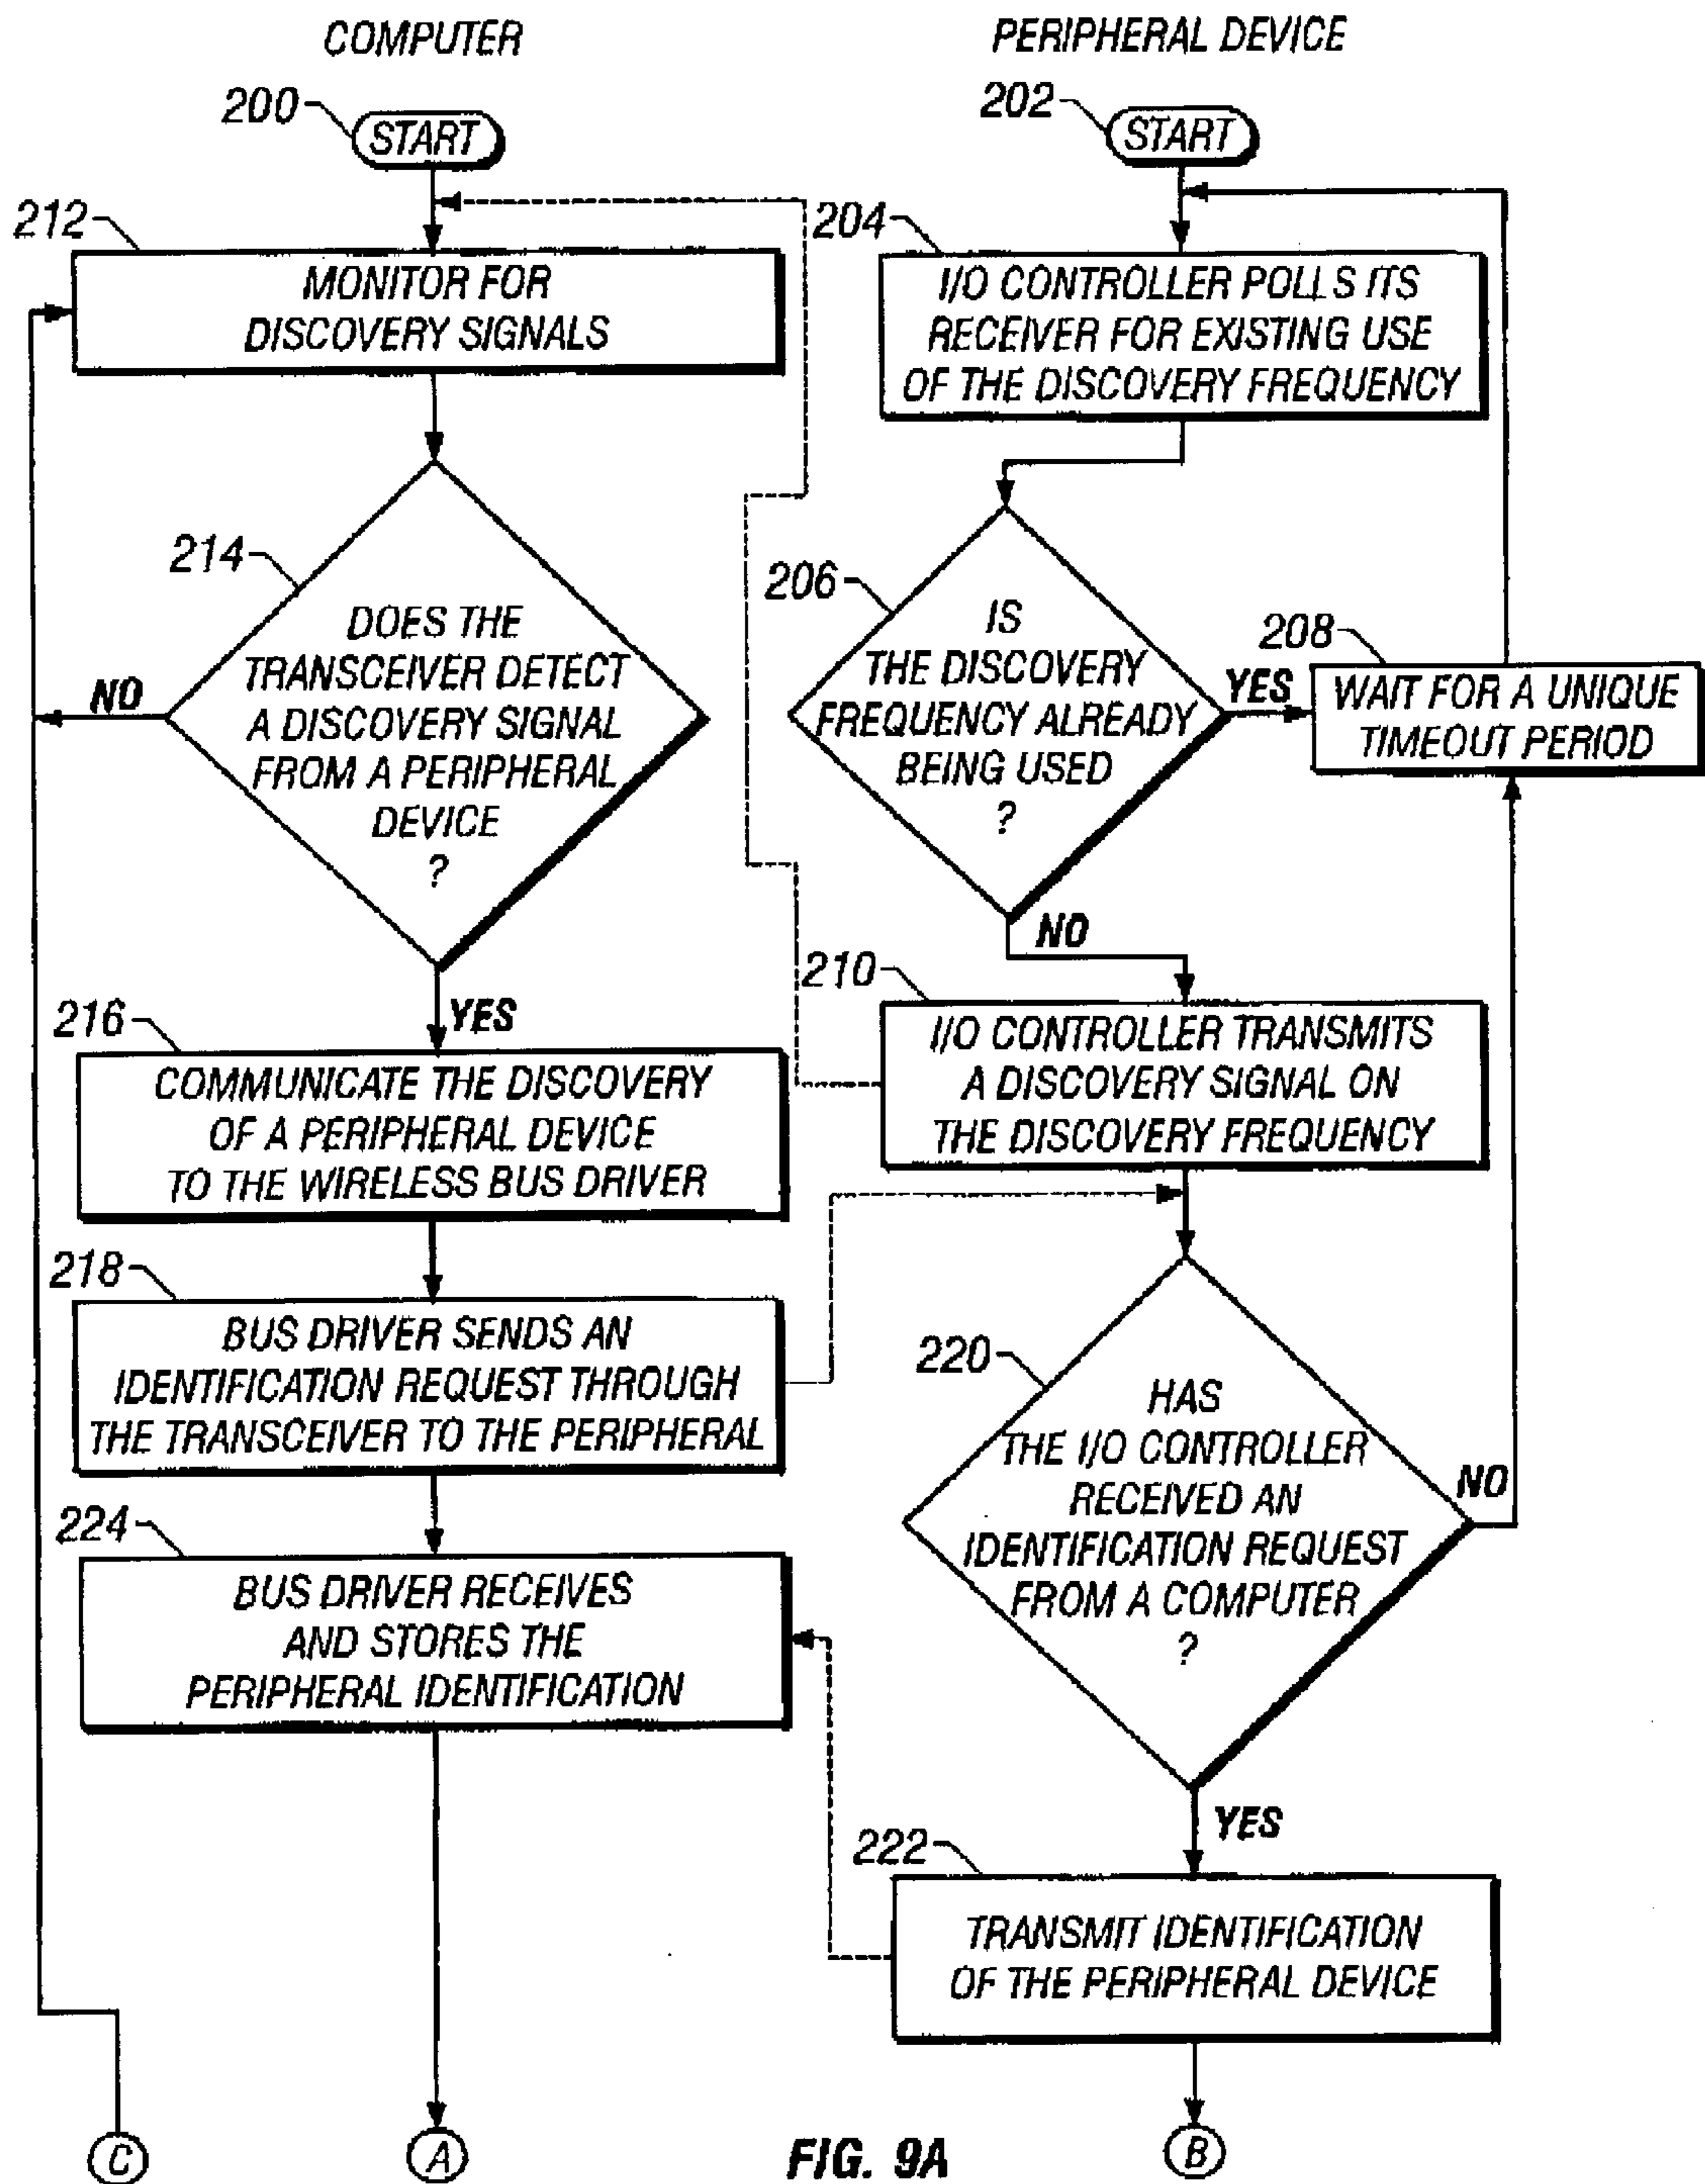 COMPUTER
200
START
212
MONITOR FOR
DISCOVERY SIGNALS
214
DOES THE
TRANSCEIVER DETECT
A DISCOVERY SIGNAL
FROM A PERIPHERAL
DEVICE
?
NO
YES
216
COMMUNICATE THE DISCOVERY
OF A PERIPHERAL DEVICE
TO THE WIRELESS BUS DRIVER
218
BUS DRIVER SENDS AN
IDENTIFICATION REQUEST THROUGH
THE TRANSCEIVER TO THE PERIPHERAL
224
BUS DRIVER RECEIVES
AND STORES THE
PERIPHERAL IDENTIFICATION
C
A
PERIPHERAL DEVICE
202
START
204
I/O CONTROLLER POLLS ITS
RECEIVER FOR EXISTING USE
OF THE DISCOVERY FREQUENCY
206
IS
THE DISCOVERY
FREQUENCY ALREADY
BEING USED
?
YES
208
WAIT FOR A UNIQUE
TIMEOUT PERIOD
NO
210
I/O CONTROLLER TRANSMITS
A DISCOVERY SIGNAL ON
THE DISCOVERY FREQUENCY
220
HAS
THE I/O CONTROLLER
RECEIVED AN
IDENTIFICATION REQUEST
FROM A COMPUTER
?
NO
YES
222
TRANSMIT IDENTIFICATION
OF THE PERIPHERAL DEVICE
B
FIG. 9A